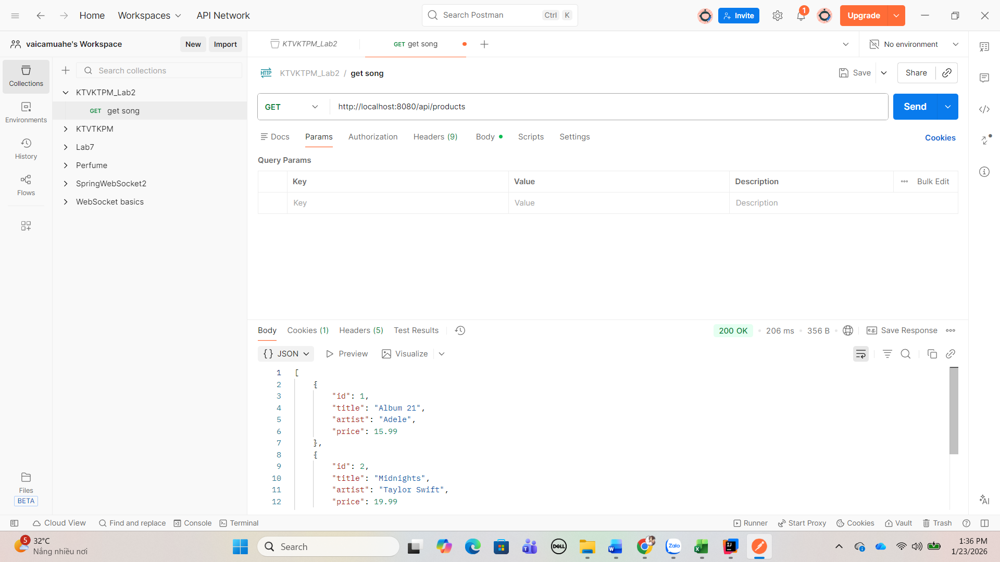 Home
Workspaces
API Network
Search Postman
Ctrl
K
Invite
1
Upgrade
vaicamuahe's Workspace
New
Import
KTVKTPM_Lab2
GET get song
No environment
Collections
Environments
History
Flows
Files
BETA
Search collections
KTVKTPM_Lab2
GET get song
KTVTKPM
Lab7
Perfume
SpringWebSocket2
WebSocket basics
HTTP
KTVKTPM_Lab2 / get song
Save
Share
GET
http://localhost:8080/api/products
Send
Docs
Params
Authorization
Headers (9)
Body
Scripts
Settings
Cookies
Query Params
Key
Value
Description
Bulk Edit
Key
Value
Description
Body
Cookies (1)
Headers (5)
Test Results
200 OK
206 ms
356 B
e.g.
Save Response
{} JSON
Preview
Visualize
1 [
2 {
3 "id": 1,
4 "title": "Album 21",
5 "artist": "Adele",
6 "price": 15.99
7 },
8 {
9 "id": 2,
10 "title": "Midnights",
11 "artist": "Taylor Swift",
12 "price": 19.99
AI
Cloud View
Find and replace
Console
Terminal
Runner
Start Proxy
Cookies
Vault
Trash
5
32°C
Nắng nhiều nơi
Search
T
DELL
W
Zalo
X
IJ
1:36 PM
1/23/2026